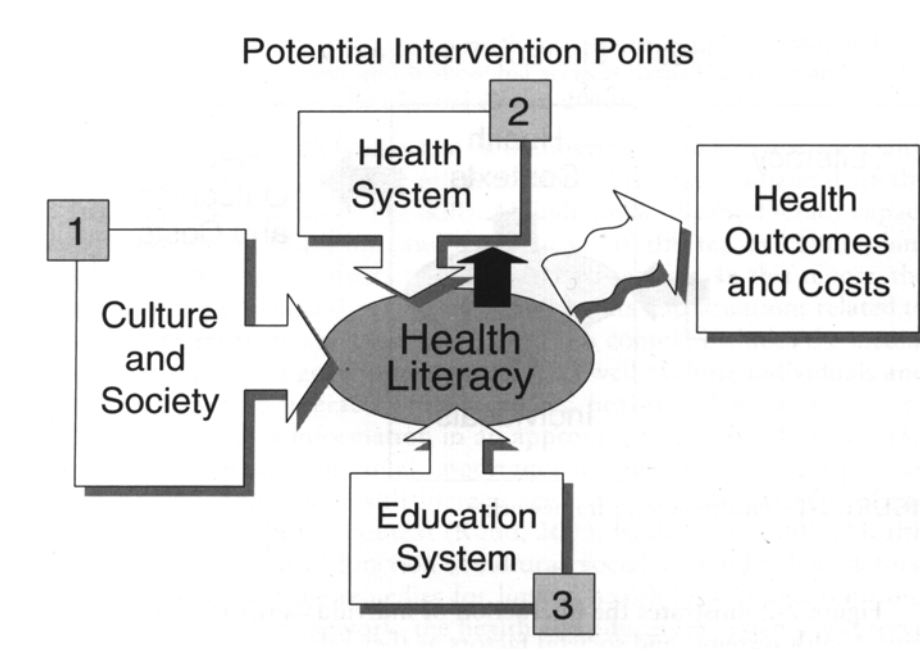 Potential Intervention Points
2
Health
System
1
Culture
and
Society
Health
Literacy
Health
Outcomes
and Costs
Education
System
3